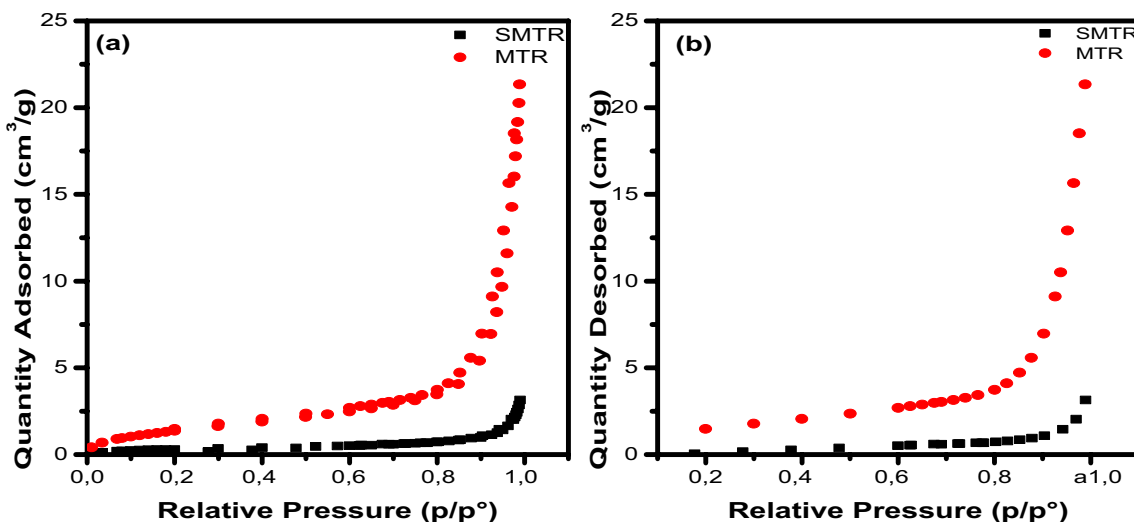 (a)
SMTR
MTR
Quantity Adsorbed (cm³/g)
25
20
15
10
5
0
0,0 0,2 0,4 0,6 0,8 1,0
Relative Pressure (p/p°)
(b)
SMTR
MTR
Quantity Desorbed (cm³/g)
25
20
15
10
5
0
0,2 0,4 0,6 0,8 a1,0
Relative Pressure (p/p°)